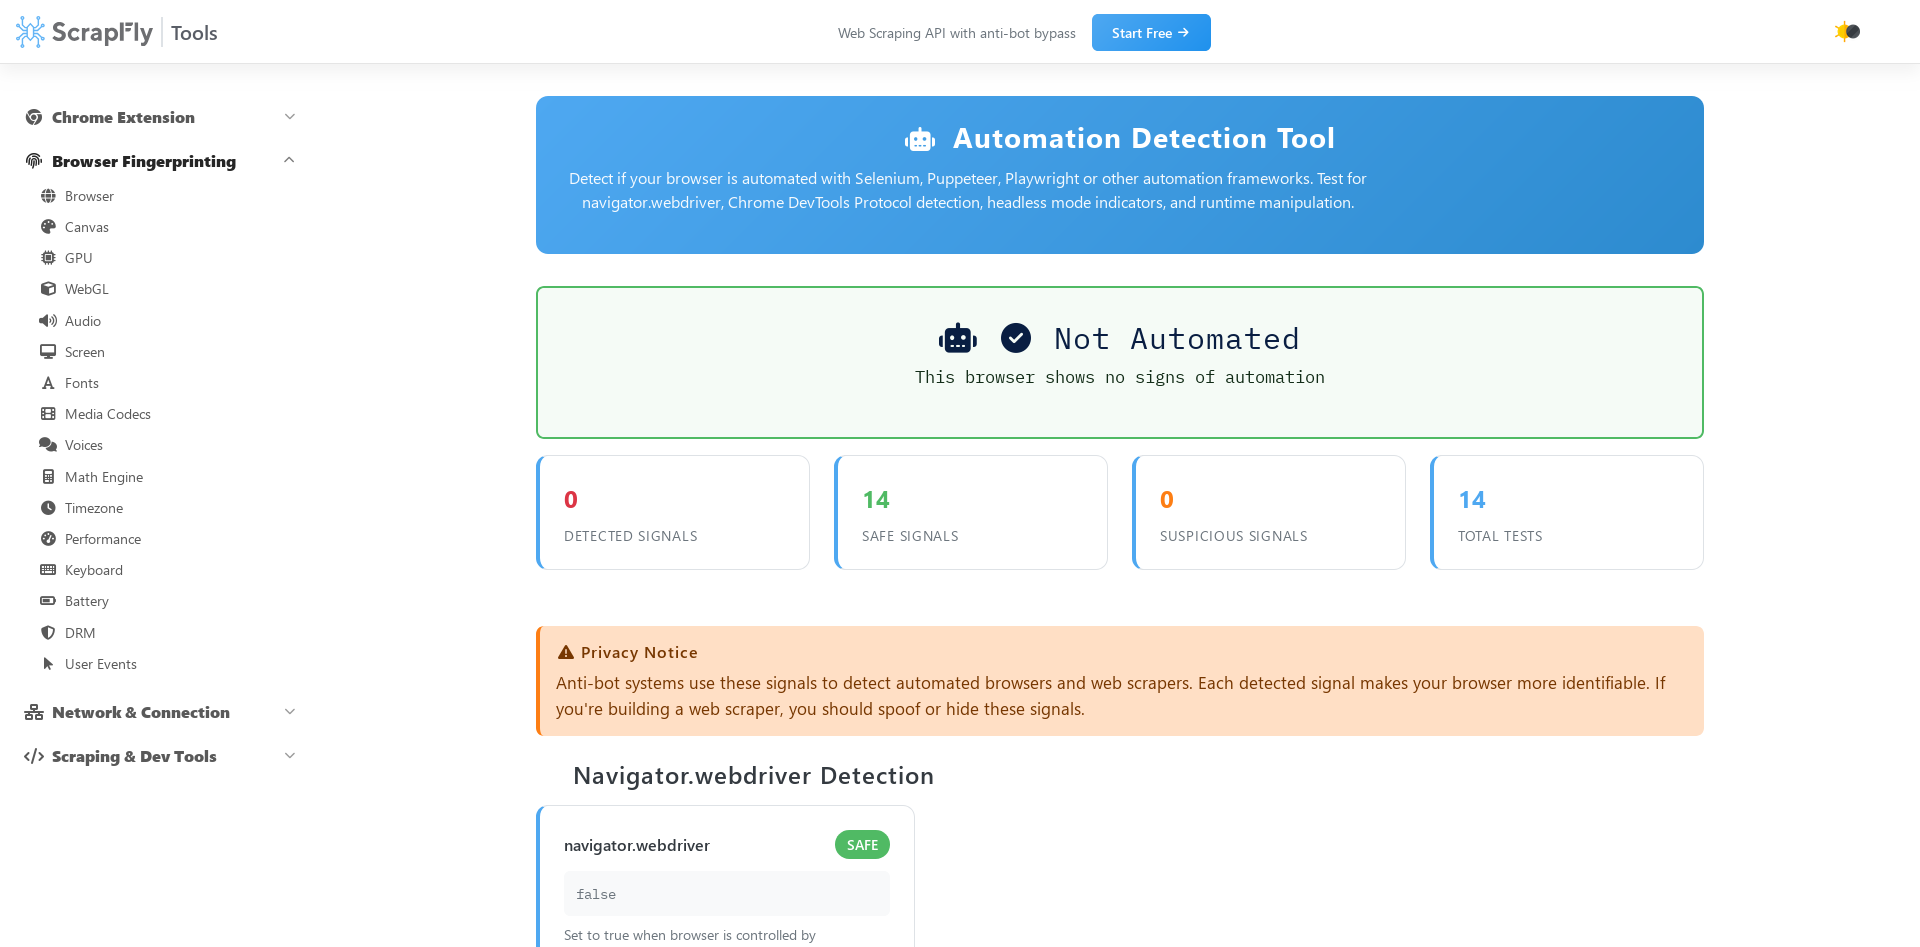 ScrapFly Tools
Web Scraping API with anti-bot bypass
Start Free
Chrome Extension
Browser Fingerprinting
Browser
Canvas
GPU
WebGL
Audio
Screen
Fonts
Media Codecs
Voices
Math Engine
Timezone
Performance
Keyboard
Battery
DRM
User Events
Network & Connection
Scraping & Dev Tools
Automation Detection Tool
Detect if your browser is automated with Selenium, Puppeteer, Playwright or other automation frameworks. Test for
navigator.webdriver, Chrome DevTools Protocol detection, headless mode indicators, and runtime manipulation.
Not Automated
This browser shows no signs of automation
0
DETECTED SIGNALS
14
SAFE SIGNALS
0
SUSPICIOUS SIGNALS
14
TOTAL TESTS
Privacy Notice
Anti-bot systems use these signals to detect automated browsers and web scrapers. Each detected signal makes your browser more identifiable. If
you're building a web scraper, you should spoof or hide these signals.
Navigator.webdriver Detection
navigator.webdriver
SAFE
false
Set to true when browser is controlled by